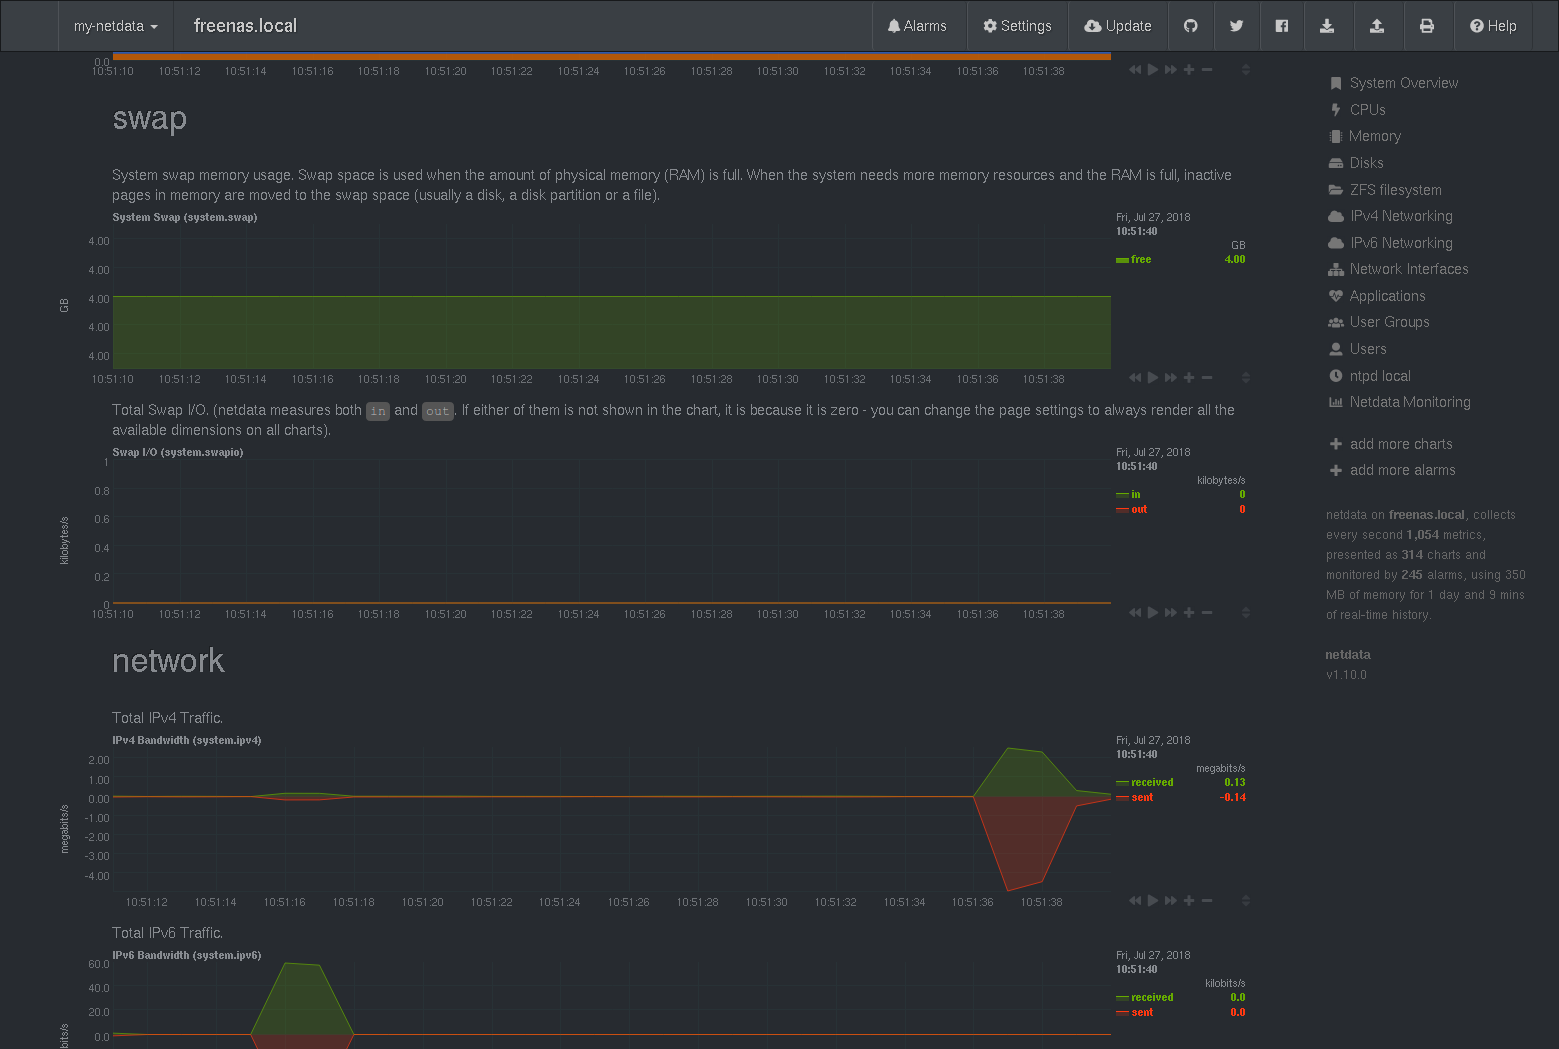 my-netdata freenas.local Alarms Settings Update Help
0.0
10:51:10 10:51:12 10:51:14 10:51:16 10:51:18 10:51:20 10:51:22 10:51:24 10:51:26 10:51:28 10:51:30 10:51:32 10:51:34 10:51:36 10:51:38
swap
System swap memory usage. Swap space is used when the amount of physical memory (RAM) is full. When the system needs more memory resources and the RAM is full, inactive
pages in memory are moved to the swap space (usually a disk, a disk partition or a file).
System Swap (system.swap)
Fri, Jul 27, 2018
10:51:40
GB
free 4.00
4.00
4.00
4.00
4.00
4.00
GB
10:51:10 10:51:12 10:51:14 10:51:16 10:51:18 10:51:20 10:51:22 10:51:24 10:51:26 10:51:28 10:51:30 10:51:32 10:51:34 10:51:36 10:51:38
Total Swap I/O. (netdata measures both in and out. If either of them is not shown in the chart, it is because it is zero - you can change the page settings to always render all the
available dimensions on all charts).
Swap I/O (system.swapio)
Fri, Jul 27, 2018
10:51:40
kilobytes/s
in 0
out 0
1
0.8
0.6
0.4
0.2
0
kilobytes/s
10:51:10 10:51:12 10:51:14 10:51:16 10:51:18 10:51:20 10:51:22 10:51:24 10:51:26 10:51:28 10:51:30 10:51:32 10:51:34 10:51:36 10:51:38
network
Total IPv4 Traffic.
IPv4 Bandwidth (system.ipv4)
Fri, Jul 27, 2018
10:51:40
megabits/s
received 0.13
sent -0.14
2.00
1.00
0.00
-1.00
-2.00
-3.00
-4.00
megabits/s
10:51:12 10:51:14 10:51:16 10:51:18 10:51:20 10:51:22 10:51:24 10:51:26 10:51:28 10:51:30 10:51:32 10:51:34 10:51:36 10:51:38
Total IPv6 Traffic.
IPv6 Bandwidth (system.ipv6)
Fri, Jul 27, 2018
10:51:40
kilobits/s
received 0.0
sent 0.0
60.0
40.0
20.0
0.0
bits/s
System Overview
CPUs
Memory
Disks
ZFS filesystem
IPv4 Networking
IPv6 Networking
Network Interfaces
Applications
User Groups
Users
ntpd local
Netdata Monitoring
add more charts
add more alarms
netdata on freenas.local, collects
every second 1,054 metrics,
presented as 314 charts and
monitored by 245 alarms, using 350
MB of memory for 1 day and 9 mins
of real-time history.
netdata
v1.10.0